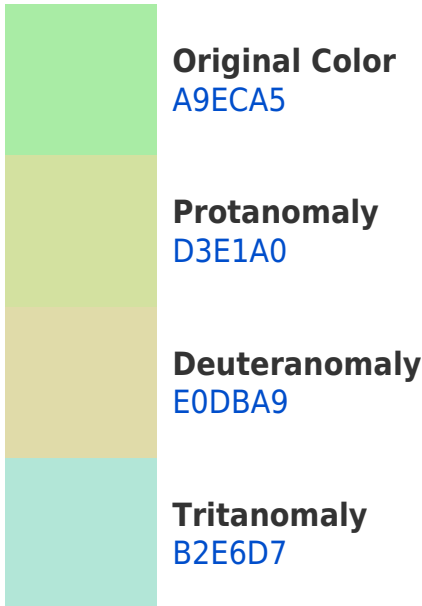 Original Color
A9ECA5
Protanomaly
D3E1A0
Deuteranomaly
E0DBA9
Tritanomaly
B2E6D7